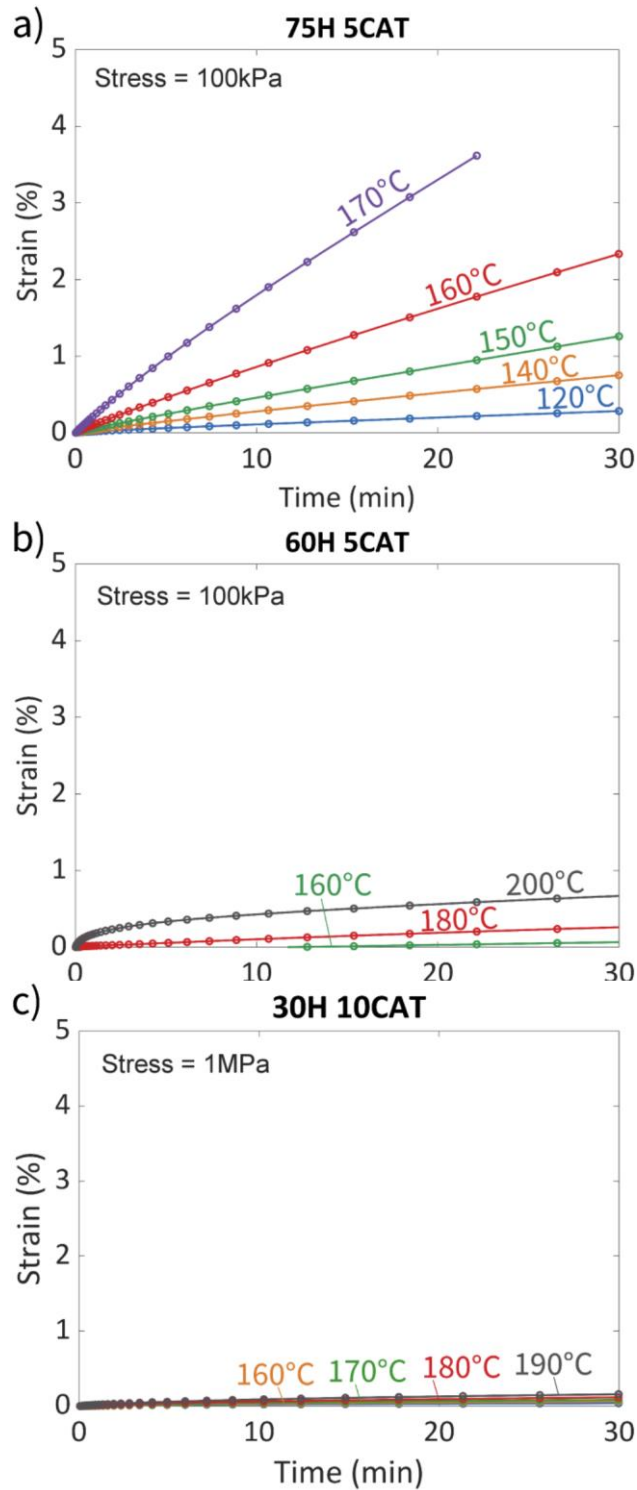 a)
75H 5CAT
Stress = 100kPa
5
4
3
2
1
0
Strain (%)
170°C
160°C
150°C
140°C
120°C
0 10 20 30
Time (min)
b)
60H 5CAT
Stress = 100kPa
5
4
3
2
1
0
Strain (%)
160°C
200°C
180°C
0 10 20 30
c)
30H 10CAT
Stress = 1MPa
5
4
3
2
1
0
Strain (%)
160°C 170°C 180°C 190°C
0 10 20 30
Time (min)